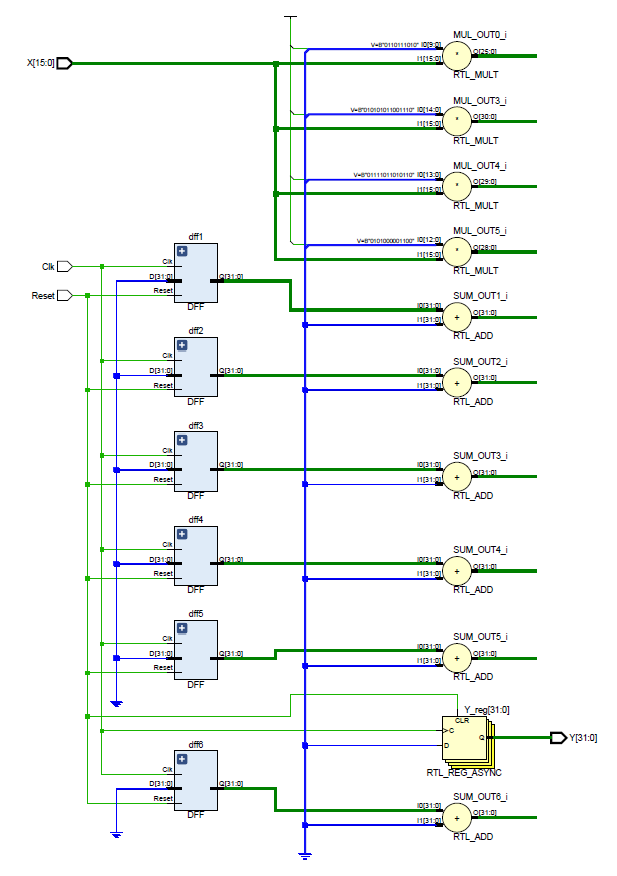 MUL_OUT0_i
V=B"0110111010" I0[9:0]
O[25:0]
X[15:0]
I1[15:0]
RTL_MULT
MUL_OUT3_i
V=B"010101011001110" I0[14:0]
O[30:0]
I1[15:0]
RTL_MULT
MUL_OUT4_i
V=B"01111011010110" I0[13:0]
O[29:0]
I1[15:0]
RTL_MULT
MUL_OUT5_i
V=B"0101000001100" I0[12:0]
O[28:0]
I1[15:0]
RTL_MULT
dff1
Clk
Clk
D[31:0]
Q[31:0]
Reset
Reset
DFF
SUM_OUT1_i
I0[31:0]
O[31:0]
I1[31:0]
RTL_ADD
dff2
Clk
D[31:0]
Q[31:0]
Reset
DFF
SUM_OUT2_i
I0[31:0]
O[31:0]
I1[31:0]
RTL_ADD
dff3
Clk
D[31:0]
Q[31:0]
Reset
DFF
SUM_OUT3_i
I0[31:0]
O[31:0]
I1[31:0]
RTL_ADD
dff4
Clk
D[31:0]
Q[31:0]
Reset
DFF
SUM_OUT4_i
I0[31:0]
O[31:0]
I1[31:0]
RTL_ADD
dff5
Clk
D[31:0]
Q[31:0]
Reset
DFF
SUM_OUT5_i
I0[31:0]
O[31:0]
I1[31:0]
RTL_ADD
Y_reg[31:0]
CLR
C
Q
D
Y[31:0]
RTL_REG_ASYNC
dff6
Clk
D[31:0]
Q[31:0]
Reset
DFF
SUM_OUT6_i
I0[31:0]
O[31:0]
I1[31:0]
RTL_ADD